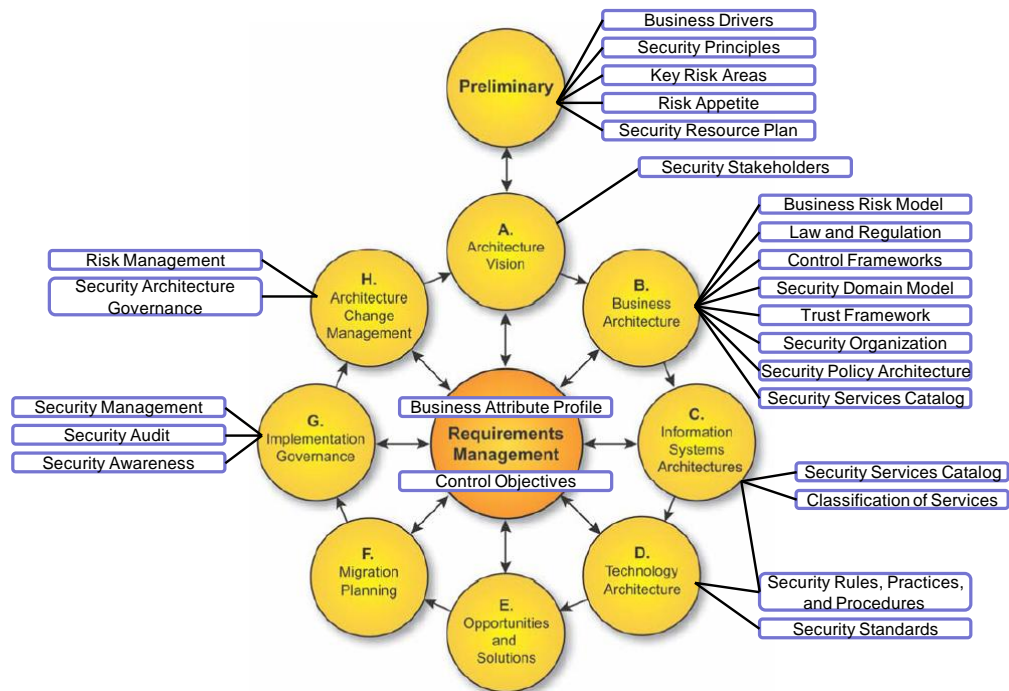 Business Drivers
Security Principles
Key Risk Areas
Risk Appetite
Security Resource Plan
Preliminary
Security Stakeholders
A.
Architecture
Vision
Business Risk Model
Law and Regulation
Control Frameworks
Security Domain Model
Trust Framework
Security Organization
Security Policy Architecture
Security Services Catalog
B.
Business
Architecture
Risk Management
Security Architecture
Governance
H.
Architecture
Change
Management
Security Management
Security Audit
Security Awareness
G.
Implementation
Governance
Business Attribute Profile
Requirements
Management
Control Objectives
C.
Information
Systems
Architectures
Security Services Catalog
Classification of Services
Security Rules, Practices,
and Procedures
Security Standards
D.
Technology
Architecture
F.
Migration
Planning
E.
Opportunities
and
Solutions